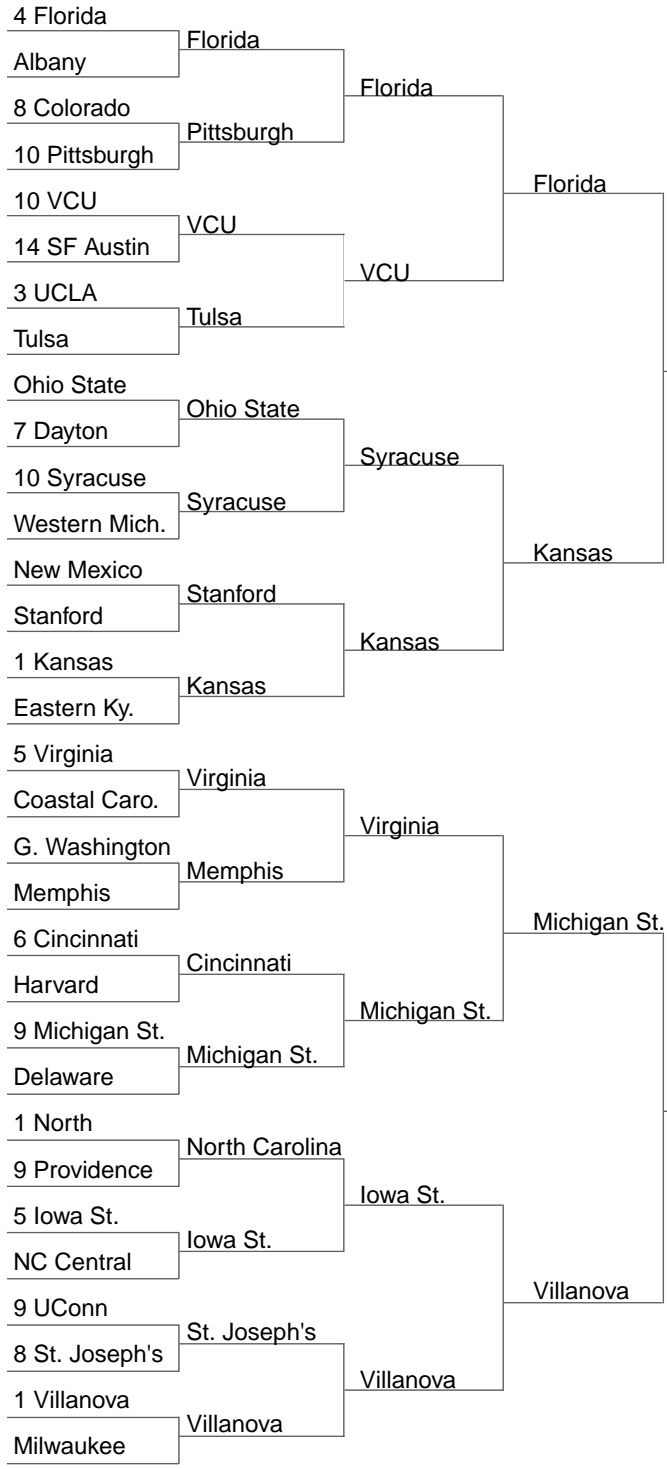 4 Florida
Albany
8 Colorado
10 Pittsburgh
10 VCU
14 SF Austin
3 UCLA
Tulsa
Ohio State
7 Dayton
10 Syracuse
Western Mich.
New Mexico
Stanford
1 Kansas
Eastern Ky.
5 Virginia
Coastal Caro.
G. Washington
Memphis
6 Cincinnati
Harvard
9 Michigan St.
Delaware
1 North
9 Providence
5 Iowa St.
NC Central
9 UConn
8 St. Joseph's
1 Villanova
Milwaukee
Florida
Pittsburgh
VCU
Tulsa
Ohio State
Syracuse
Stanford
Kansas
Virginia
Memphis
Cincinnati
Michigan St.
North Carolina
Iowa St.
St. Joseph's
Villanova
Florida
VCU
Syracuse
Kansas
Virginia
Michigan St.
Iowa St.
Villanova
Florida
Kansas
Michigan St.
Villanova